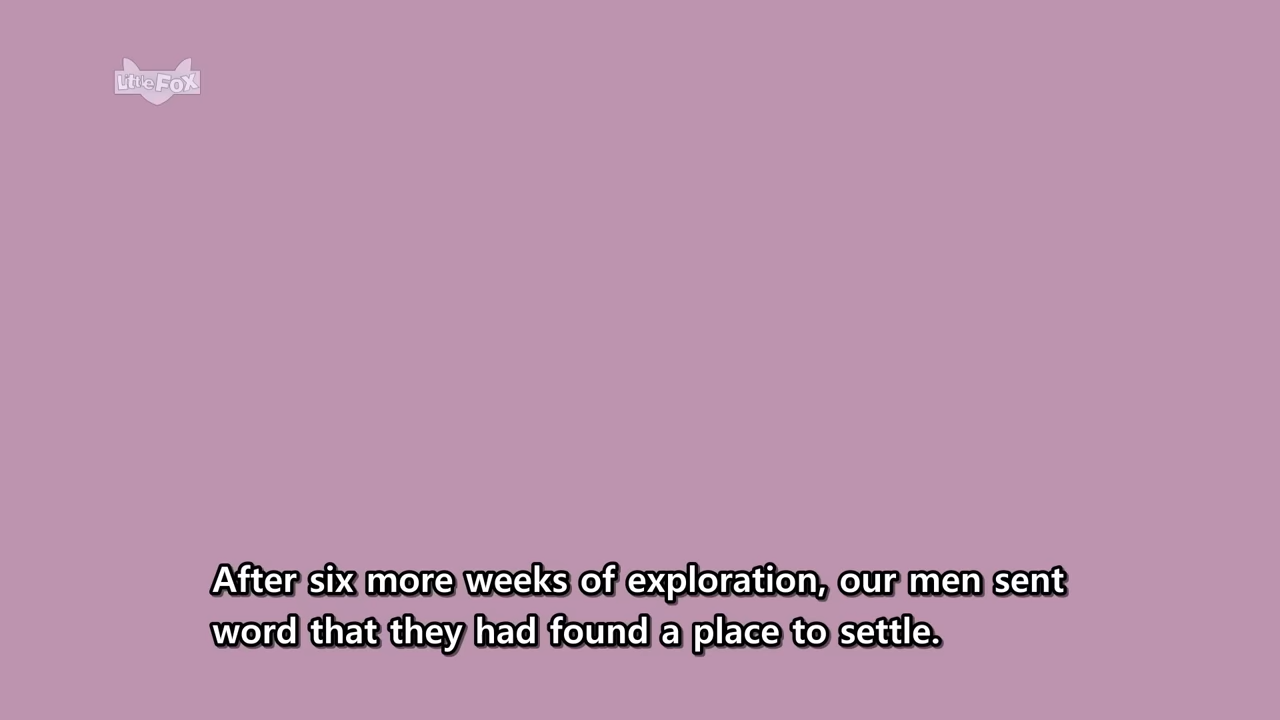 Little Fox
After six more weeks of exploration, our men sent
word that they had found a place to settle.